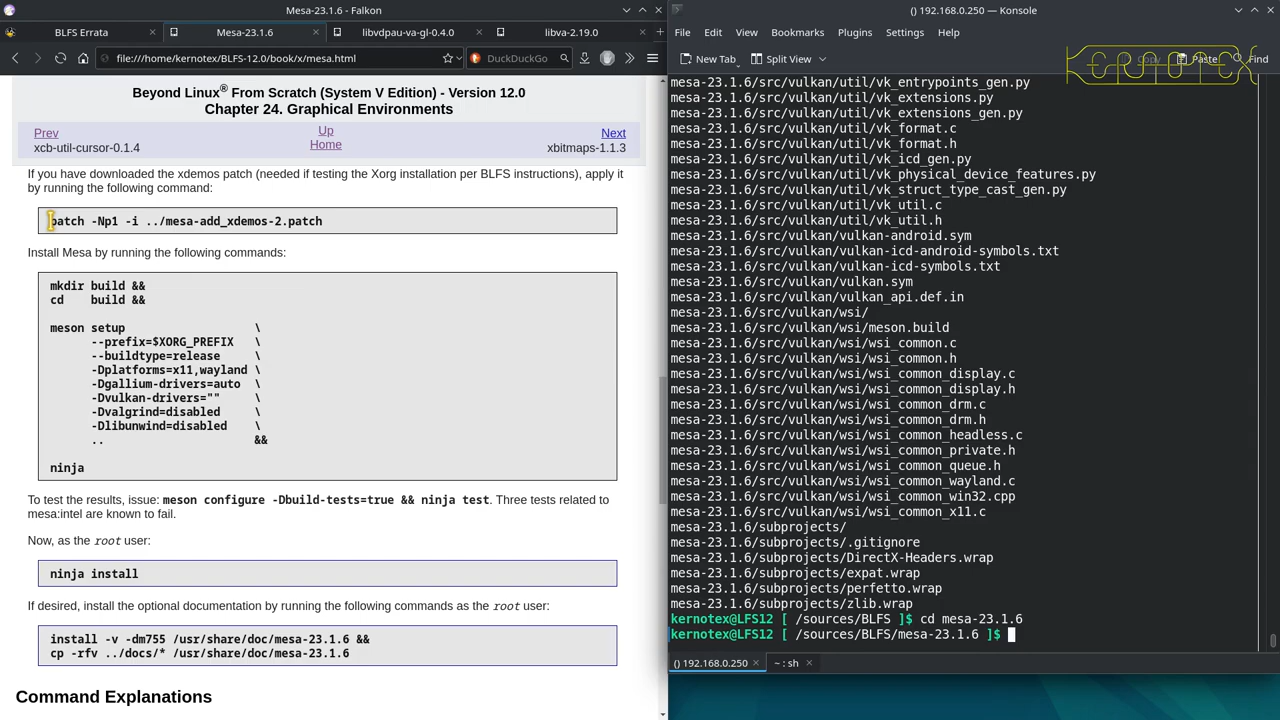 Mesa-23.1.6 - Falkon
BLFS Errata
Mesa-23.1.6
libvdpau-va-gl-0.4.0
libva-2.19.0
file:///home/kernotex/BLFS-12.0/book/x/mesa.html
DuckDuckGo
Beyond Linux® From Scratch (System V Edition) - Version 12.0
Chapter 24. Graphical Environments
Prev
Up
Next
xcb-util-cursor-0.1.4
Home
xbitmaps-1.1.3
If you have downloaded the xdemos patch (needed if testing the Xorg installation per BLFS instructions), apply it
by running the following command:
patch -Np1 -i ../mesa-add_xdemos-2.patch
Install Mesa by running the following commands:
mkdir build &&
cd    build &&
meson setup                   \
      --prefix=$XORG_PREFIX   \
      --buildtype=release     \
      -Dplatforms=x11,wayland \
      -Dgallium-drivers=auto  \
      -Dvulkan-drivers=""     \
      -Dvalgrind=disabled     \
      -Dlibunwind=disabled    \
      ..                      &&
ninja
To test the results, issue: meson configure -Dbuild-tests=true && ninja test. Three tests related to
mesa:intel are known to fail.
Now, as the root user:
ninja install
If desired, install the optional documentation by running the following commands as the root user:
install -v -dm755 /usr/share/doc/mesa-23.1.6 &&
cp -rfv ../docs/* /usr/share/doc/mesa-23.1.6
Command Explanations
() 192.168.0.250 — Konsole
File Edit View Bookmarks Plugins Settings Help
New Tab Split View Copy Paste Find
kernotex
mesa-23.1.6/src/vulkan/util/vk_entrypoints_gen.py
mesa-23.1.6/src/vulkan/util/vk_extensions.py
mesa-23.1.6/src/vulkan/util/vk_extensions_gen.py
mesa-23.1.6/src/vulkan/util/vk_format.c
mesa-23.1.6/src/vulkan/util/vk_format.h
mesa-23.1.6/src/vulkan/util/vk_icd_gen.py
mesa-23.1.6/src/vulkan/util/vk_physical_device_features.py
mesa-23.1.6/src/vulkan/util/vk_struct_type_cast_gen.py
mesa-23.1.6/src/vulkan/util/vk_util.c
mesa-23.1.6/src/vulkan/util/vk_util.h
mesa-23.1.6/src/vulkan/vulkan-android.sym
mesa-23.1.6/src/vulkan/vulkan-icd-android-symbols.txt
mesa-23.1.6/src/vulkan/vulkan-icd-symbols.txt
mesa-23.1.6/src/vulkan/vulkan.sym
mesa-23.1.6/src/vulkan/vulkan_api.def.in
mesa-23.1.6/src/vulkan/wsi/
mesa-23.1.6/src/vulkan/wsi/meson.build
mesa-23.1.6/src/vulkan/wsi/wsi_common.c
mesa-23.1.6/src/vulkan/wsi/wsi_common.h
mesa-23.1.6/src/vulkan/wsi/wsi_common_display.c
mesa-23.1.6/src/vulkan/wsi/wsi_common_display.h
mesa-23.1.6/src/vulkan/wsi/wsi_common_drm.c
mesa-23.1.6/src/vulkan/wsi/wsi_common_drm.h
mesa-23.1.6/src/vulkan/wsi/wsi_common_headless.c
mesa-23.1.6/src/vulkan/wsi/wsi_common_private.h
mesa-23.1.6/src/vulkan/wsi/wsi_common_queue.h
mesa-23.1.6/src/vulkan/wsi/wsi_common_wayland.c
mesa-23.1.6/src/vulkan/wsi/wsi_common_win32.cpp
mesa-23.1.6/src/vulkan/wsi/wsi_common_x11.c
mesa-23.1.6/subprojects/
mesa-23.1.6/subprojects/.gitignore
mesa-23.1.6/subprojects/DirectX-Headers.wrap
mesa-23.1.6/subprojects/expat.wrap
mesa-23.1.6/subprojects/perfetto.wrap
mesa-23.1.6/subprojects/zlib.wrap
kernotex@LFS12 [ /sources/BLFS ]$ cd mesa-23.1.6
kernotex@LFS12 [ /sources/BLFS/mesa-23.1.6 ]$
() 192.168.0.250
~ : sh